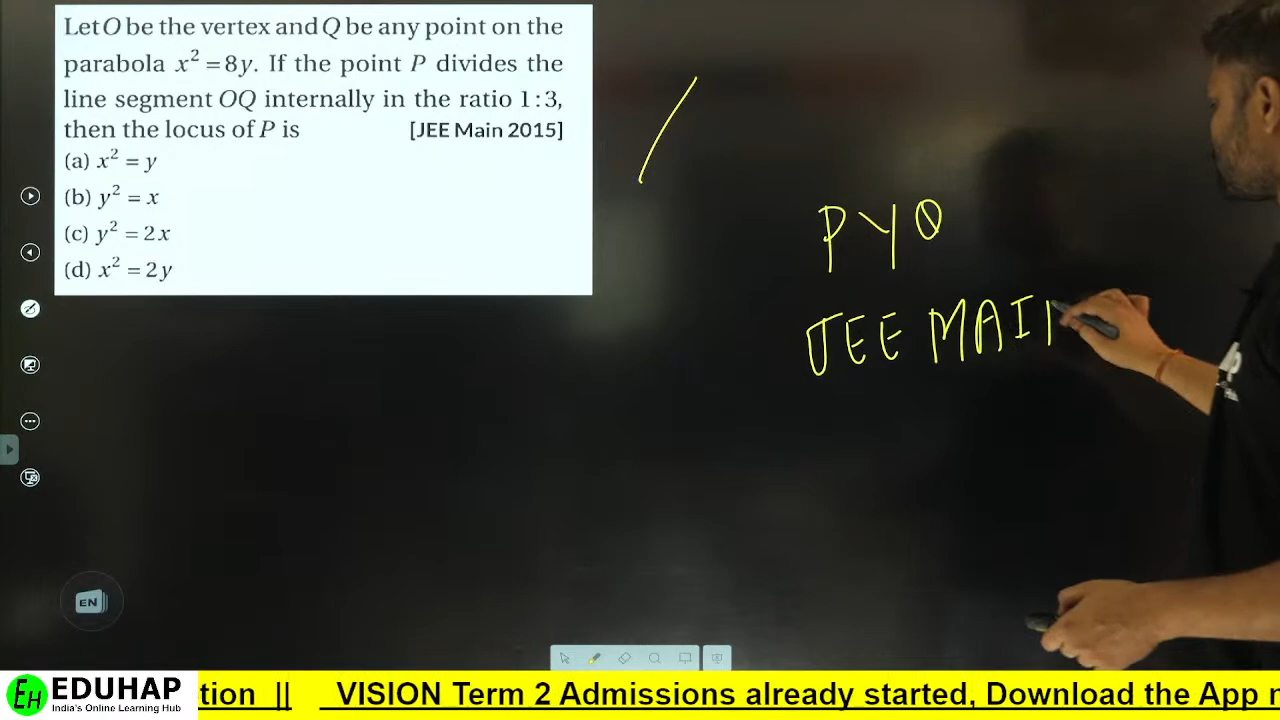 Let O be the vertex and Q be any point on the
parabola x² = 8y. If the point P divides the
line segment OQ internally in the ratio 1 : 3,
then the locus of P is [JEE Main 2015]
(a) x² = y
(b) y² = x
(c) y² = 2x
(d) x² = 2y
PYQ
JEE MAI
EN
EH EDUHAP
India's Online Learning Hub
tion || VISION Term 2 Admissions already started, Download the App